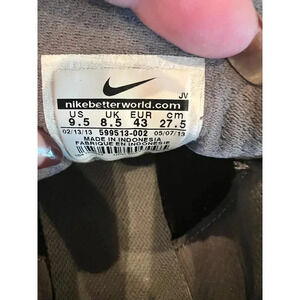 JV
nikebetterworld.com
US UK EUR cm
9.5 8.5 43 27.5
02/13/13 599513-002 05/07/13
MADE IN INDONESIA
FABRIQUE EN INDONESIE